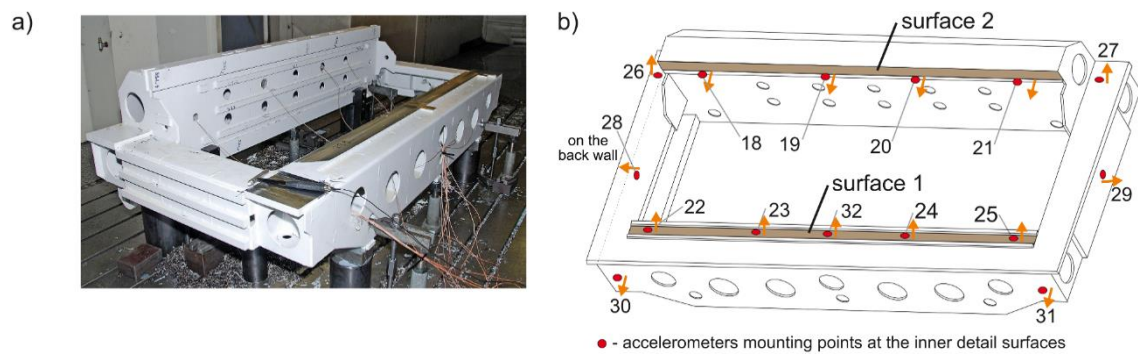 a)
b)
surface 2
27
26
28
on the
back wall
18
19
20
21
29
surface 1
22
23
32
24
25
30
31
- accelerometers mounting points at the inner detail surfaces